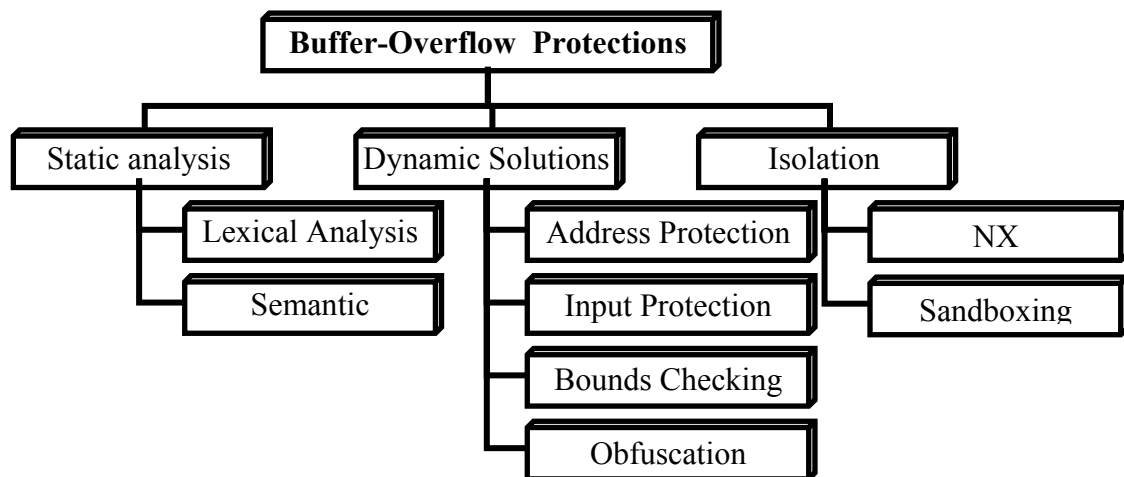 Buffer-Overflow Protections
Static analysis
Dynamic Solutions
Isolation
Lexical Analysis
Semantic
Address Protection
Input Protection
Bounds Checking
Obfuscation
NX
Sandboxing